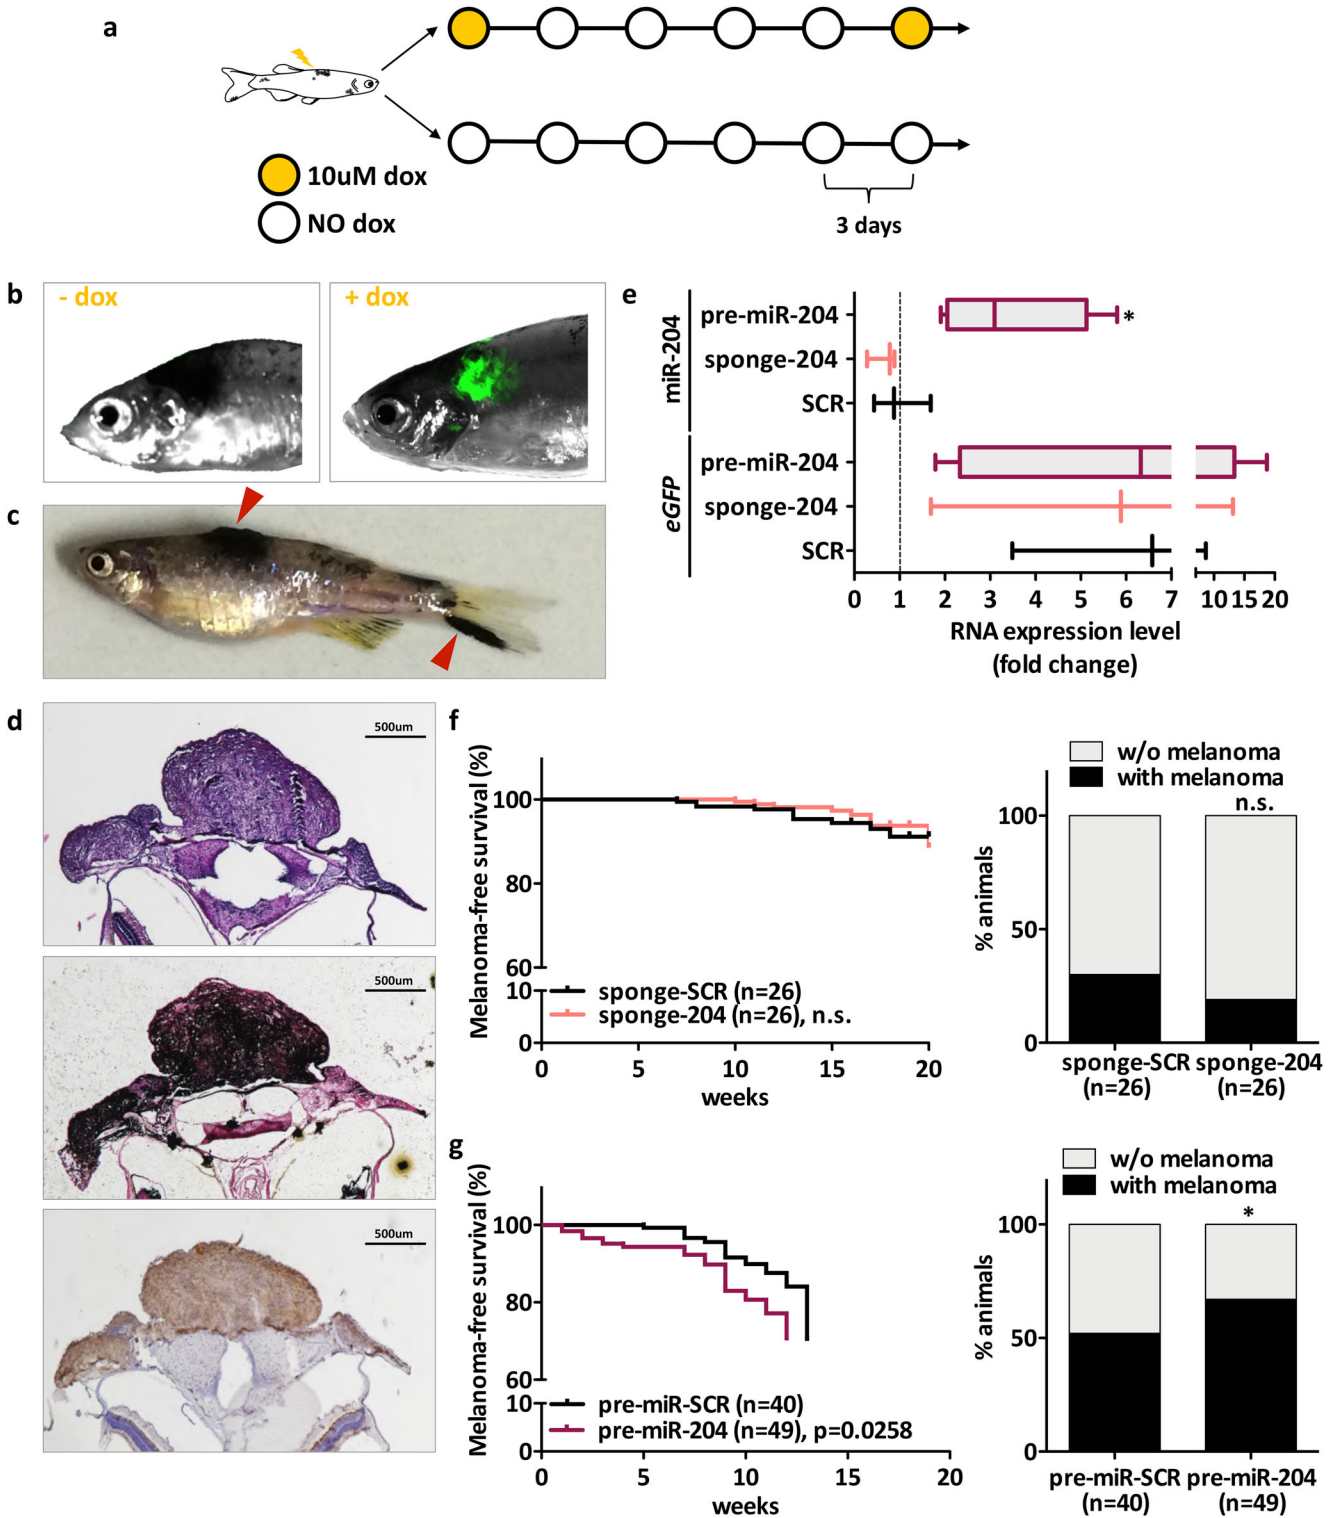 a
10uM dox
NO dox
3 days
b
- dox
+ dox
c
d
500um
500um
500um
e
miR-204
pre-miR-204
*
sponge-204
SCR
eGFP
pre-miR-204
sponge-204
SCR
0 1 2 3 4 5 6 7 10 15 20
RNA expression level
(fold change)
f
Melanoma-free survival (%)
100
80
60
10
0
sponge-SCR (n=26)
sponge-204 (n=26), n.s.
0 5 10 15 20
weeks
w/o melanoma
with melanoma
n.s.
% animals
100
50
0
sponge-SCR sponge-204
(n=26) (n=26)
g
Melanoma-free survival (%)
100
80
60
10
0
pre-miR-SCR (n=40)
pre-miR-204 (n=49), p=0.0258
0 5 10 15 20
weeks
w/o melanoma
with melanoma
*
% animals
100
50
0
pre-miR-SCR pre-miR-204
(n=40) (n=49)